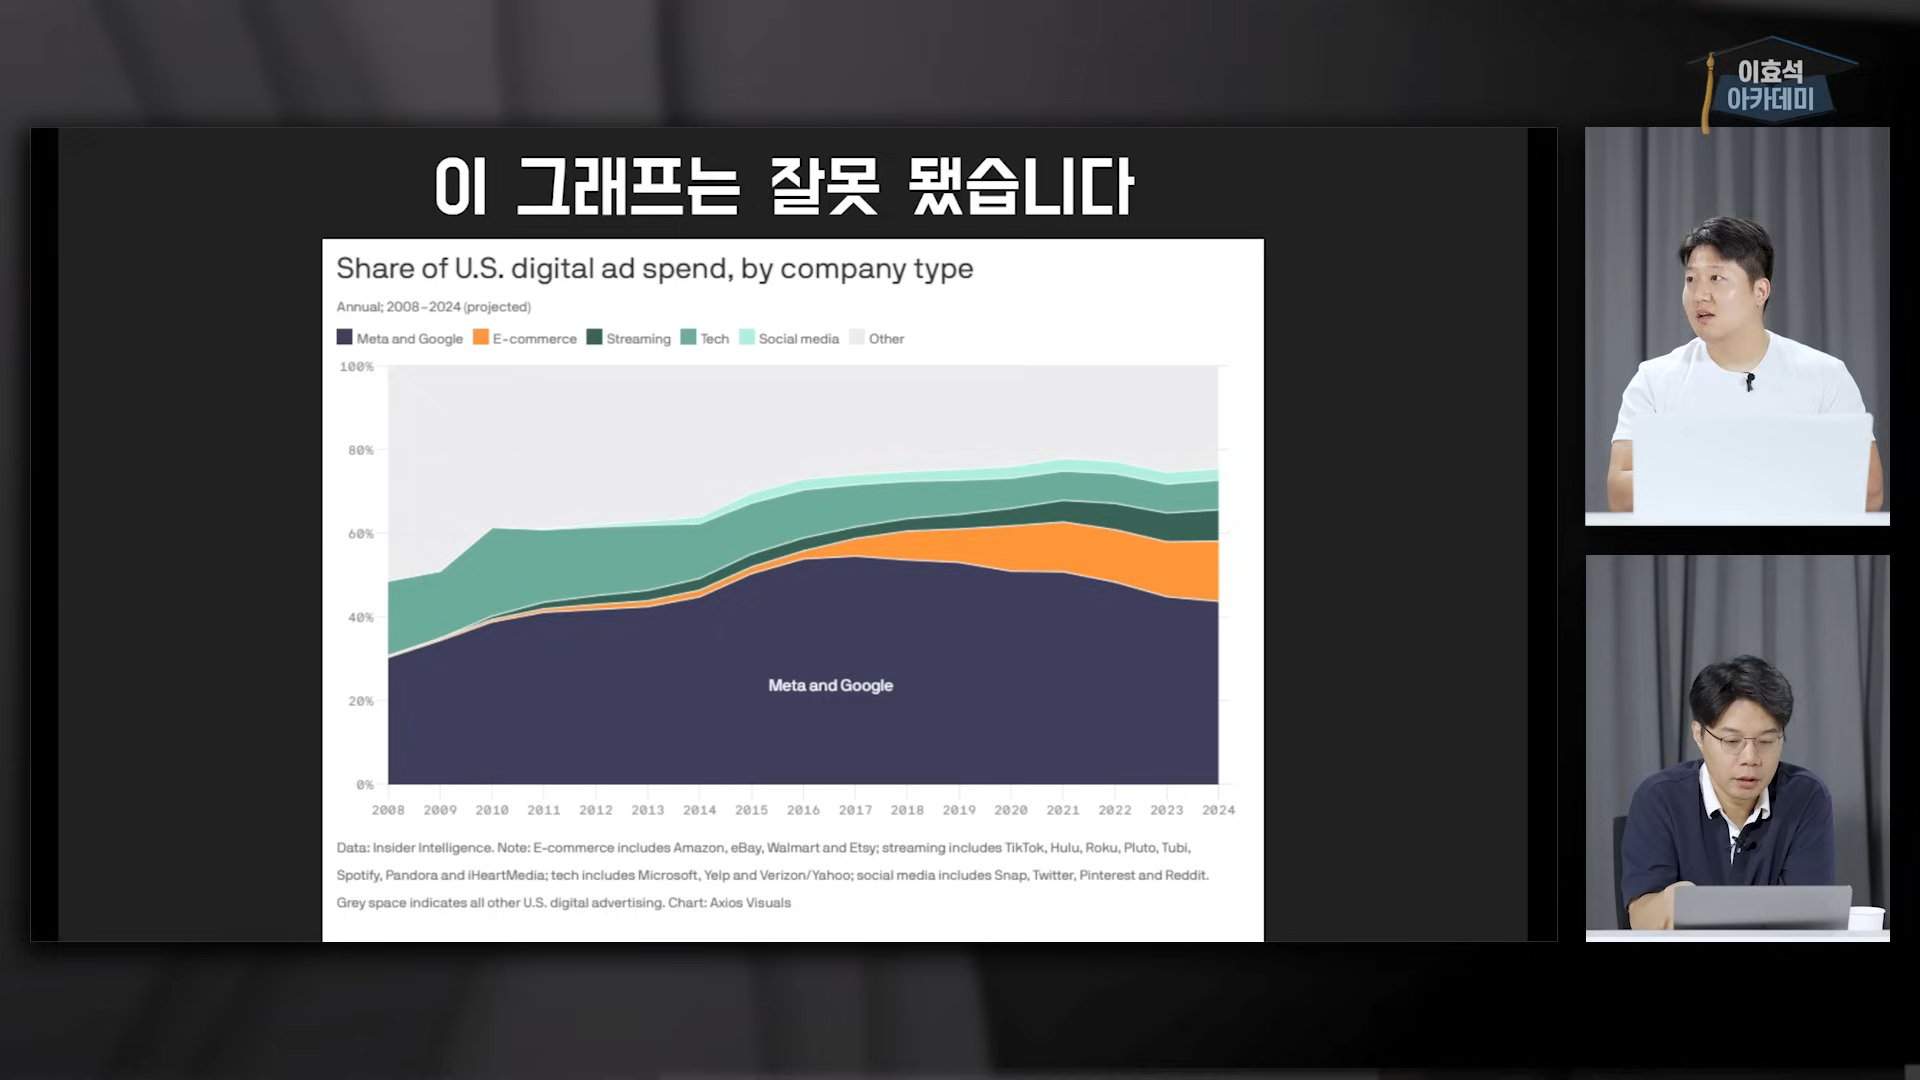 이효석
아카데미
이 그래프는 잘못 됐습니다
Share of U.S. digital ad spend, by company type
Annual; 2008–2024 (projected)
Meta and Google E-commerce Streaming Tech Social media Other
100%
80%
60%
40%
20%
0%
Meta and Google
2008 2009 2010 2011 2012 2013 2014 2015 2016 2017 2018 2019 2020 2021 2022 2023 2024
Data: Insider Intelligence. Note: E-commerce includes Amazon, eBay, Walmart and Etsy; streaming includes TikTok, Hulu, Roku, Pluto, Tubi,
Spotify, Pandora and iHeartMedia; tech includes Microsoft, Yelp and Verizon/Yahoo; social media includes Snap, Twitter, Pinterest and Reddit.
Grey space indicates all other U.S. digital advertising. Chart: Axios Visuals